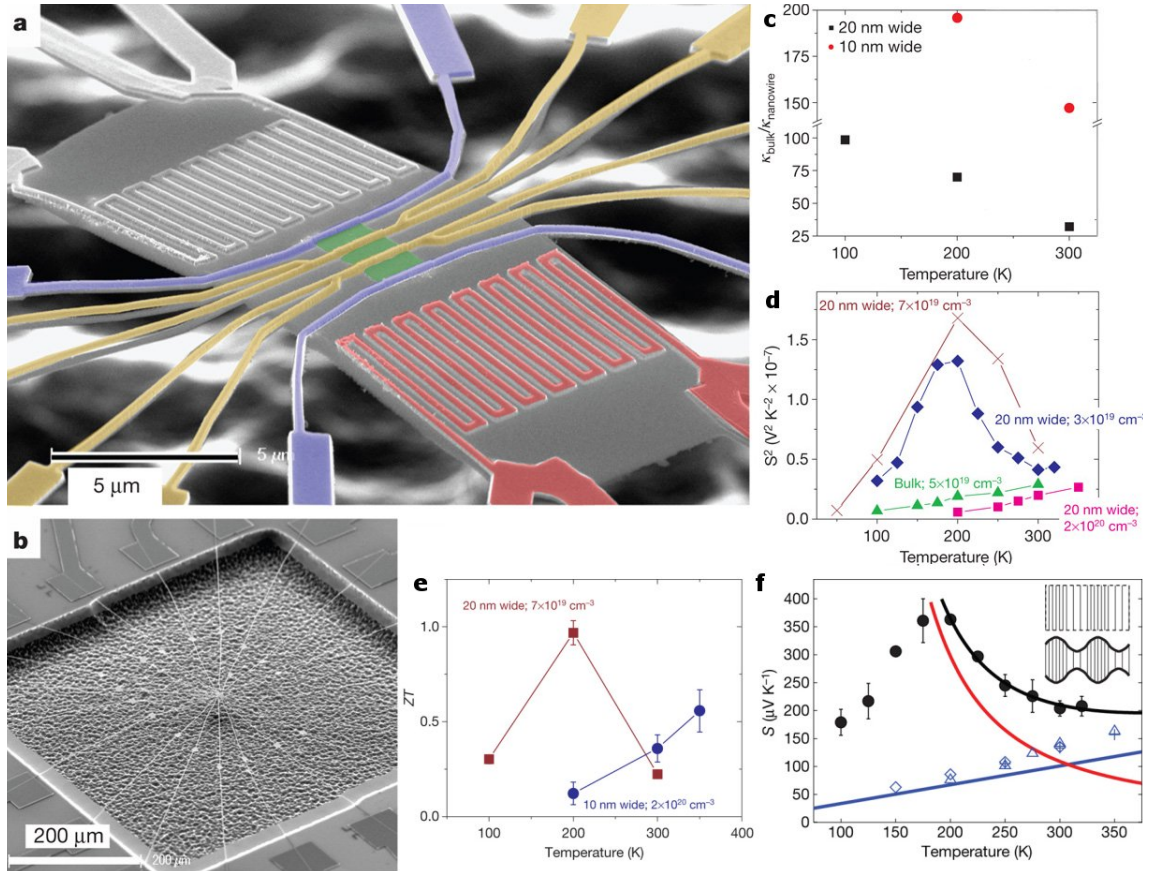 a
5 μm
5 μm
b
200 μm
200 μm
c
200
175
150
100
75
50
25
κbulk/κnanowire
20 nm wide
10 nm wide
100
200
300
Temperature (K)
d
20 nm wide; 7×10¹⁹ cm⁻³
1.5
1.0
0.5
0.0
S² (V² K⁻² × 10⁻⁷)
20 nm wide; 3×10¹⁹ cm⁻³
Bulk; 5×10¹⁹ cm⁻³
20 nm wide;
2×10²⁰ cm⁻³
100
200
300
Temperature (K)
e
20 nm wide; 7×10¹⁹ cm⁻³
1.0
0.5
0.0
ZT
10 nm wide; 2×10²⁰ cm⁻³
100
200
300
400
Temperature (K)
f
400
350
300
250
200
150
100
50
0
S (μV K⁻¹)
100
150
200
250
300
350
Temperature (K)